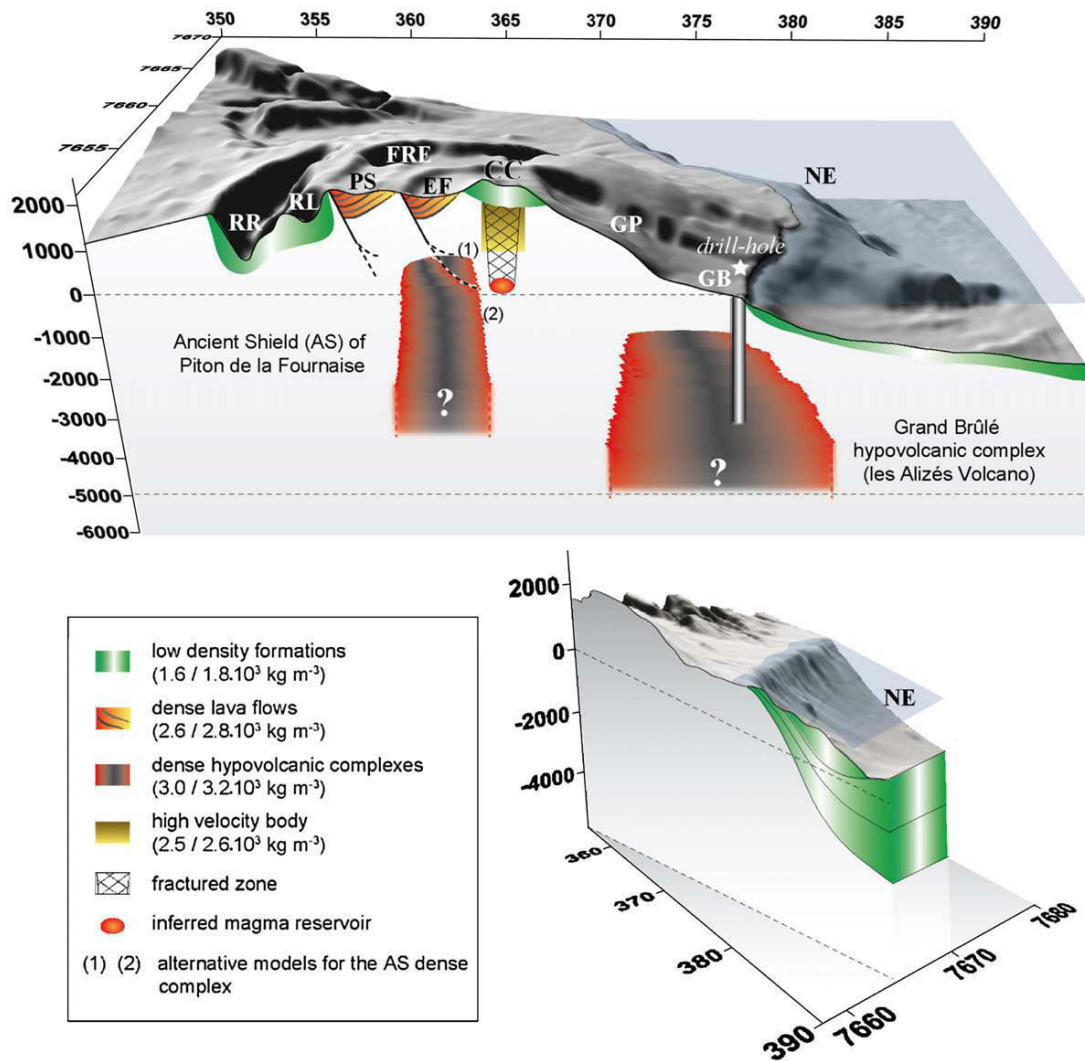 350 355 360 365 370 375 380 385 390
7670
7665
7660
7655
2000
1000
0
-1000
-2000
-3000
-4000
-5000
-6000
NE
CC
FRE
PS
EF
RL
RR
GP
drill-hole
GB
(1)
(2)
Ancient Shield (AS) of
Piton de la Fournaise
?
?
Grand Brûlé
hypovolcanic complex
(les Alizés Volcano)
low density formations
(1.6 / 1.8.10³ kg m⁻³)
dense lava flows
(2.6 / 2.8.10³ kg m⁻³)
dense hypovolcanic complexes
(3.0 / 3.2.10³ kg m⁻³)
high velocity body
(2.5 / 2.6.10³ kg m⁻³)
fractured zone
inferred magma reservoir
(1) (2) alternative models for the AS dense
complex
2000
0
-2000
-4000
NE
360
370
380
390
7660
7670
7680